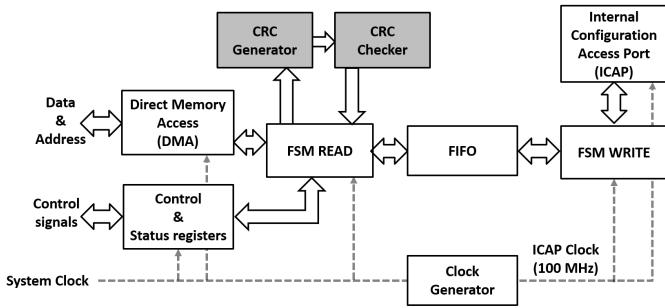 CRC
Generator
CRC
Checker
Internal
Configuration
Access Port
(ICAP)
Data
&
Address
Direct Memory
Access
(DMA)
FSM READ
FIFO
FSM WRITE
Control
signals
Control
&
Status registers
System Clock
Clock
Generator
ICAP Clock
(100 MHz)